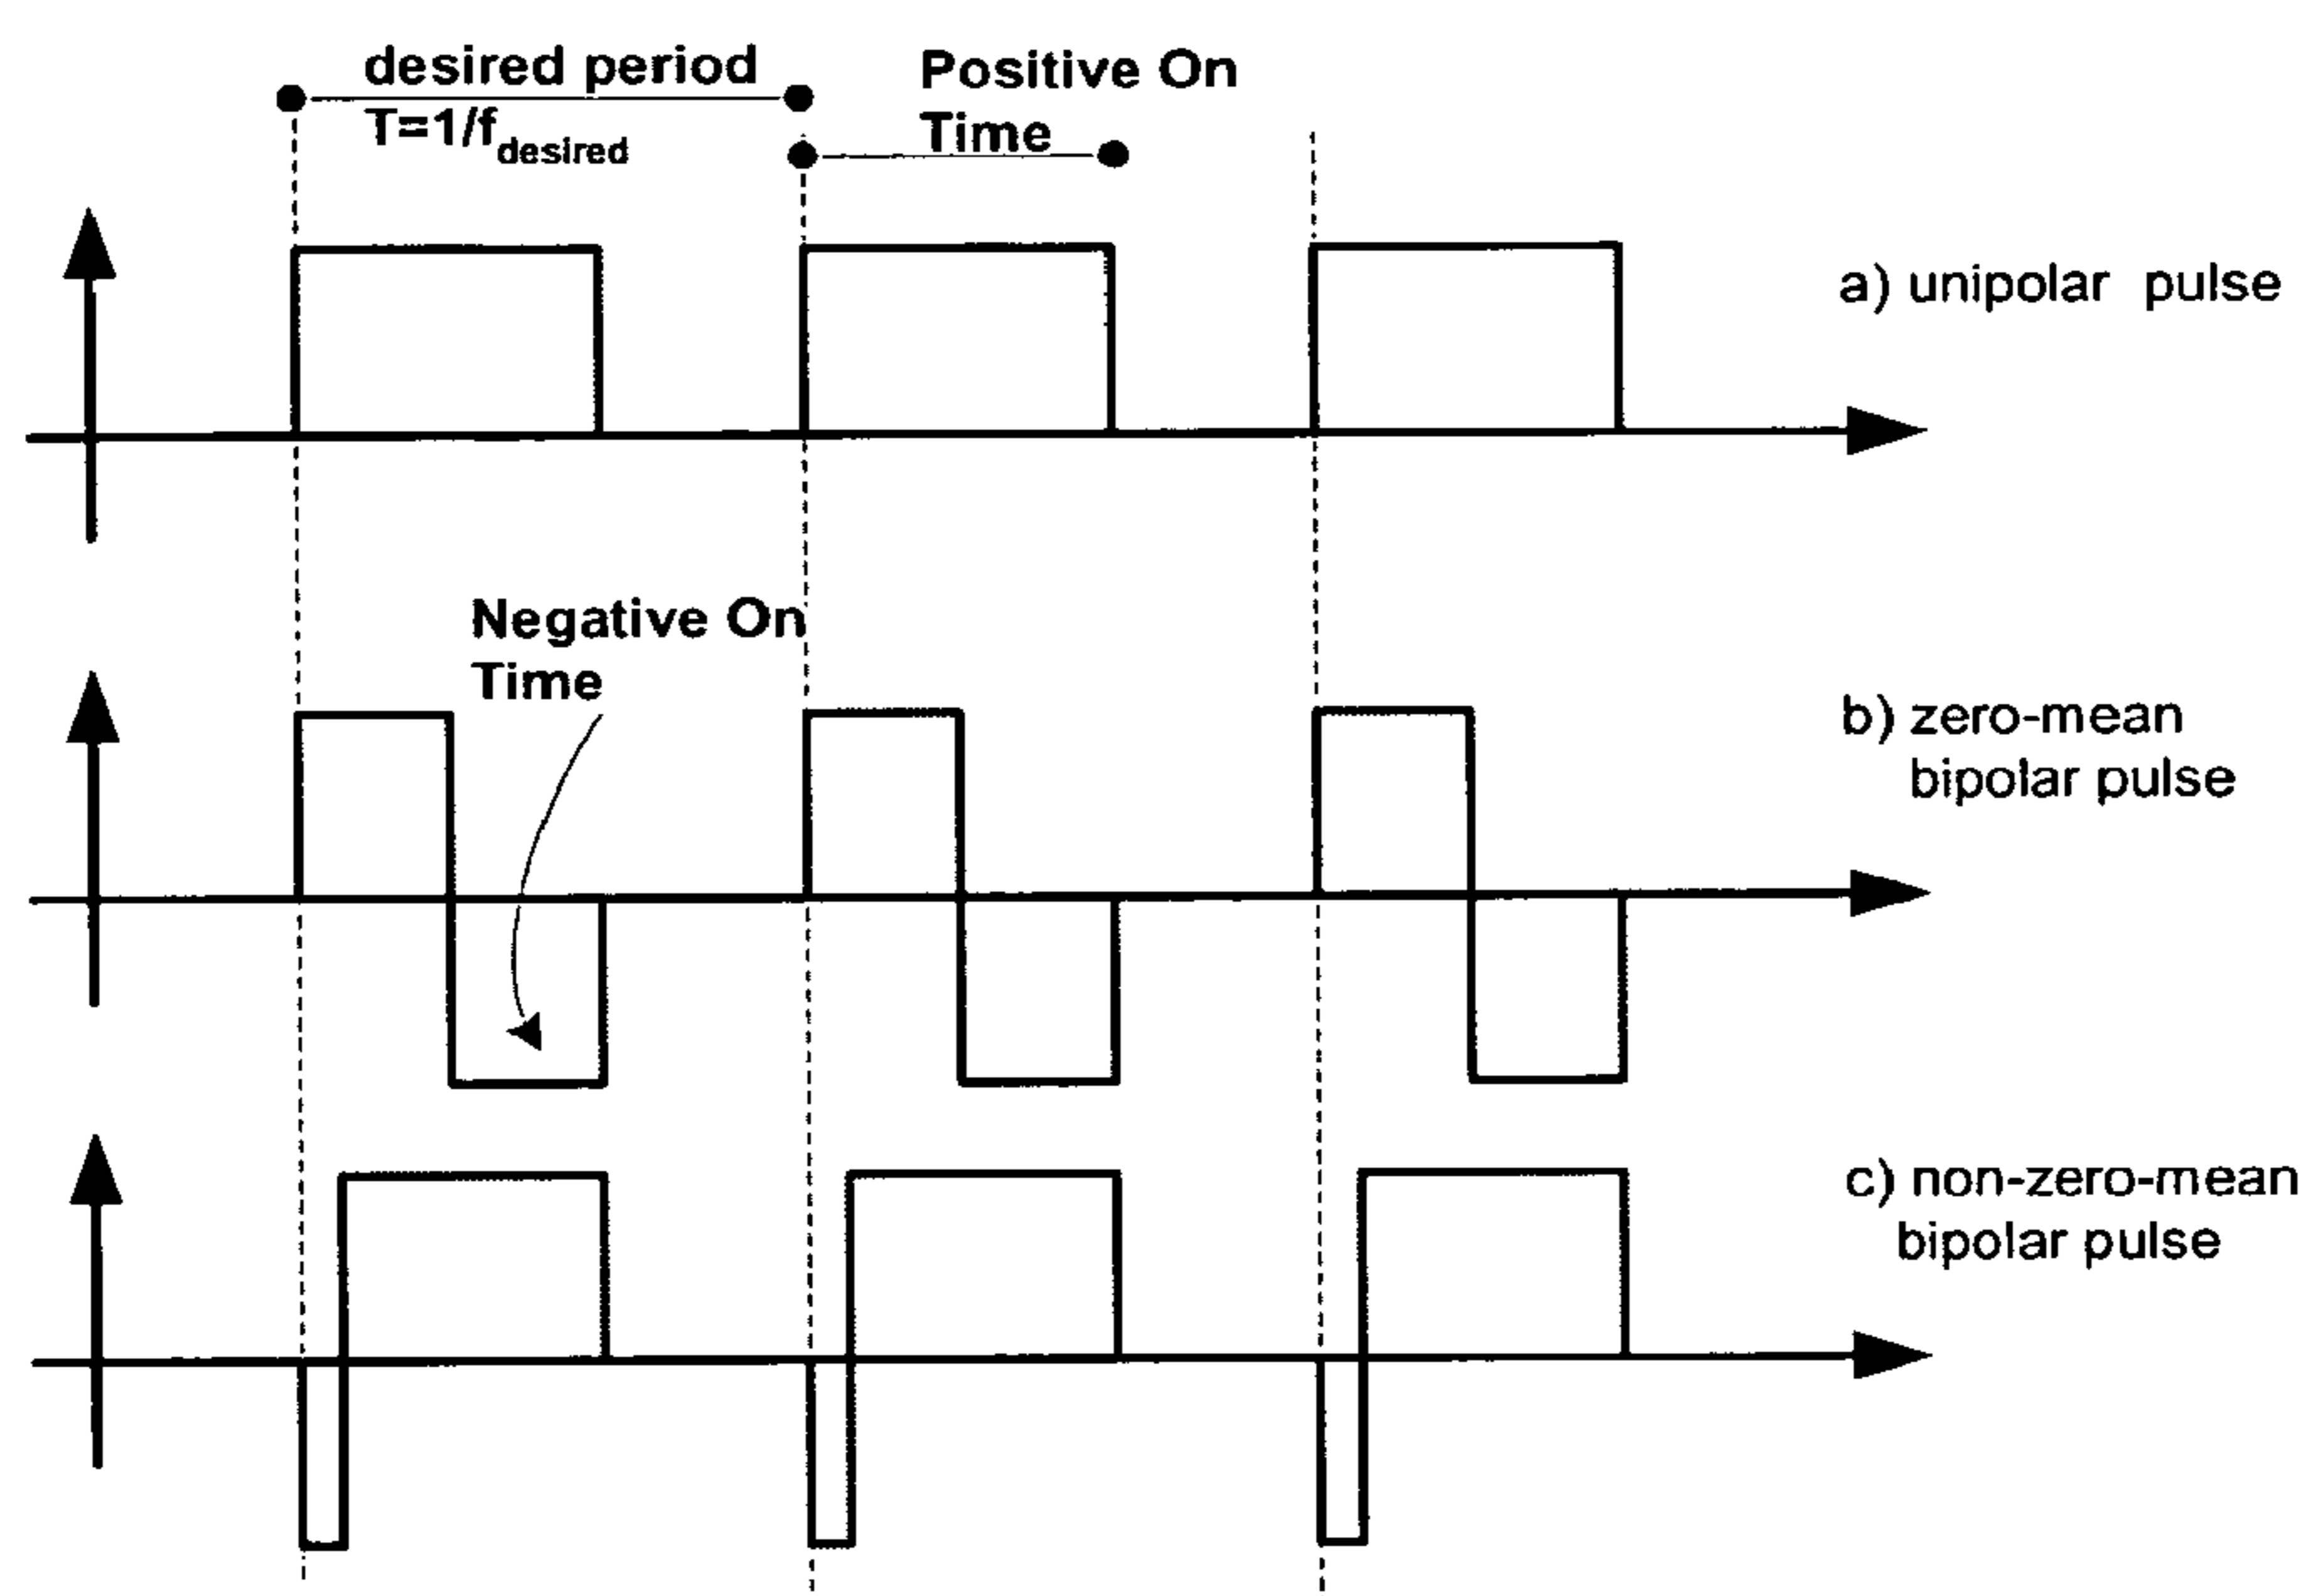 desired period
T=1/fdesired
Positive On
Time
a) unipolar pulse
Negative On
Time
b) zero-mean
bipolar pulse
c) non-zero-mean
bipolar pulse